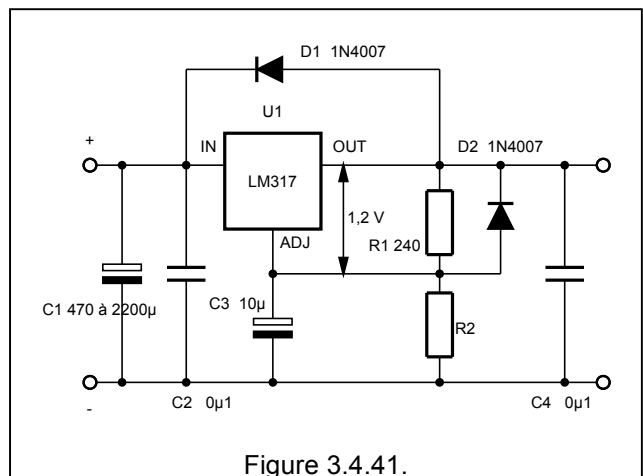 D1 1N4007
U1
+
IN
OUT
D2 1N4007
LM317
1,2 V
ADJ
R1 240
C3 10µ
C1 470 à 2200µ
R2
-
C2 0µ1
C4 0µ1
Figure 3.4.41.